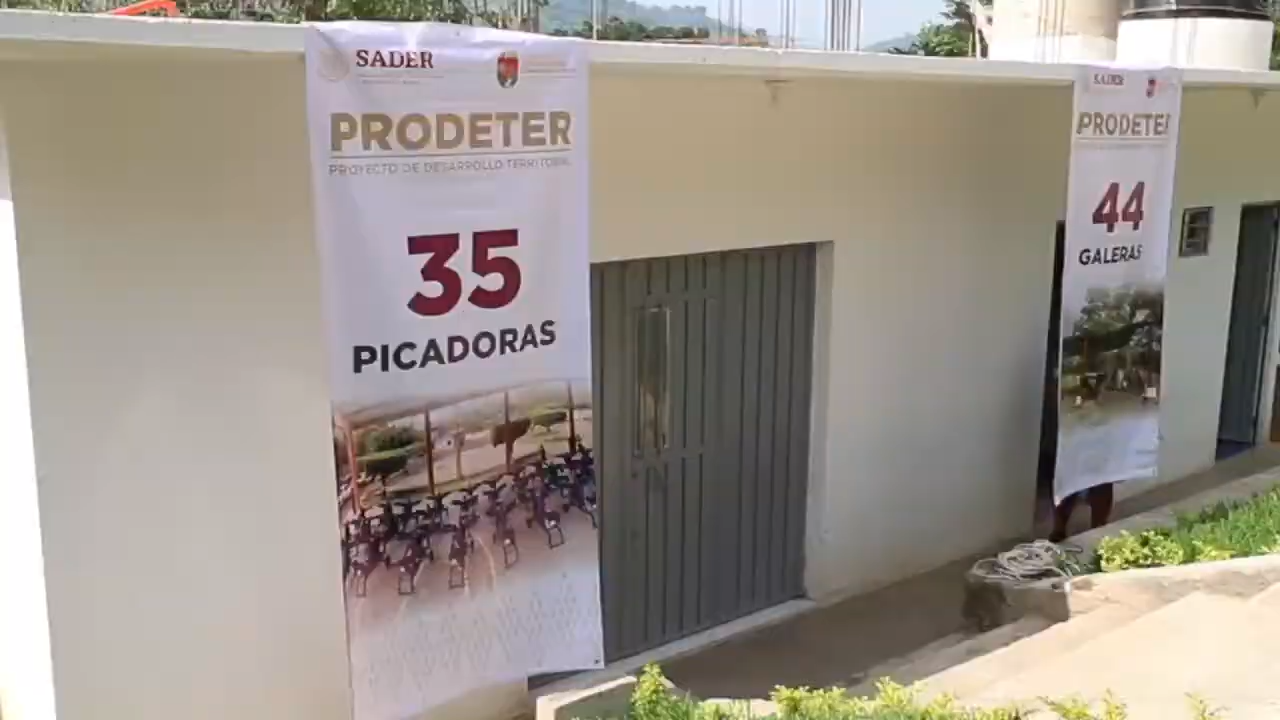 SADER
PRODETER
PROYECTO DE DESARROLLO TERRITORIAL
35
PICADORAS
SADER
PRODETER
44
GALERAS